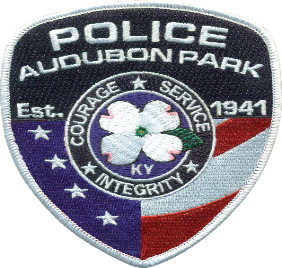 POLICE
AUDUBON PARK
Est. 1941
COURAGE ★ SERVICE
KY
★ INTEGRITY ★